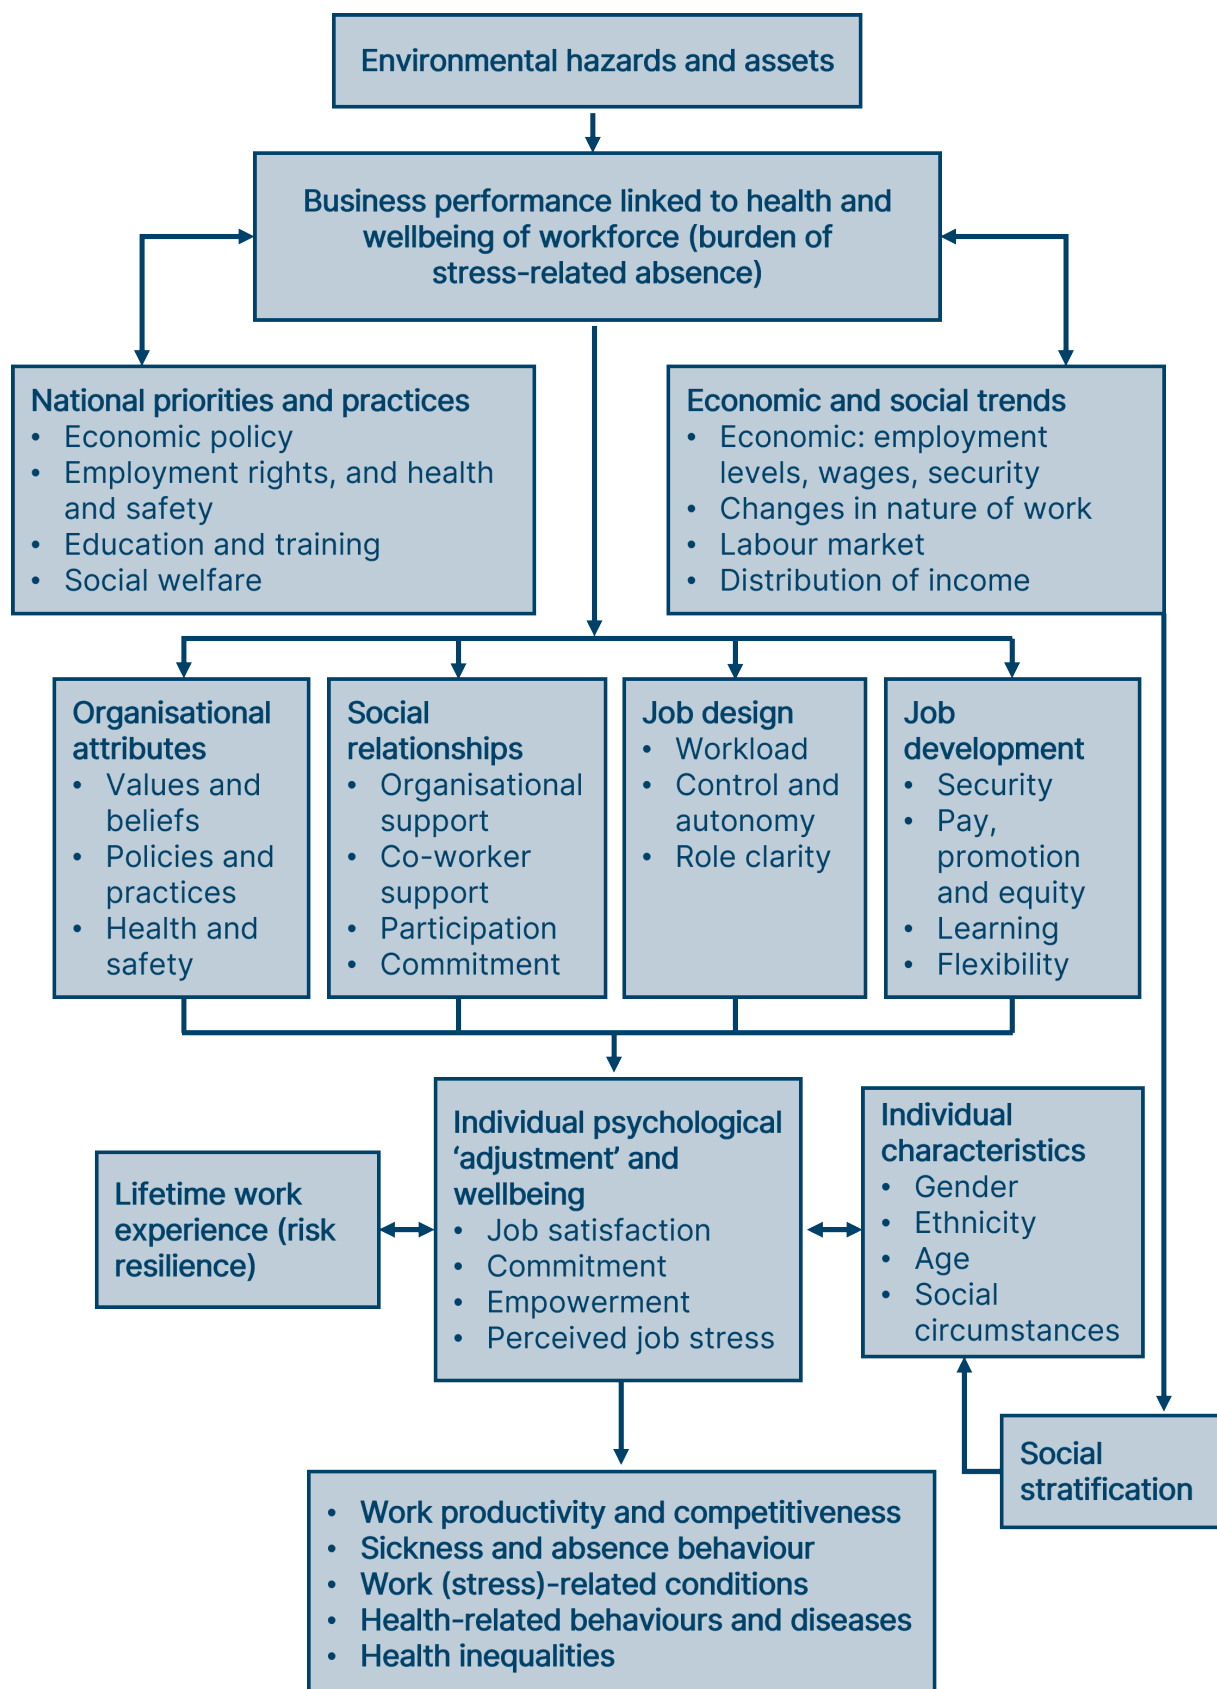 Environmental hazards and assets
Business performance linked to health and
wellbeing of workforce (burden of
stress-related absence)
National priorities and practices
• Economic policy
• Employment rights, and health
and safety
• Education and training
• Social welfare
Economic and social trends
• Economic: employment
levels, wages, security
• Changes in nature of work
• Labour market
• Distribution of income
Organisational
attributes
• Values and
beliefs
• Policies and
practices
• Health and
safety
Social
relationships
• Organisational
support
• Co-worker
support
• Participation
• Commitment
Job design
• Workload
• Control and
autonomy
• Role clarity
Job
development
• Security
• Pay,
promotion
and equity
• Learning
• Flexibility
Lifetime work
experience (risk
resilience)
Individual psychological
‘adjustment’ and
wellbeing
• Job satisfaction
• Commitment
• Empowerment
• Perceived job stress
Individual
characteristics
• Gender
• Ethnicity
• Age
• Social
circumstances
Social
stratification
• Work productivity and competitiveness
• Sickness and absence behaviour
• Work (stress)-related conditions
• Health-related behaviours and diseases
• Health inequalities